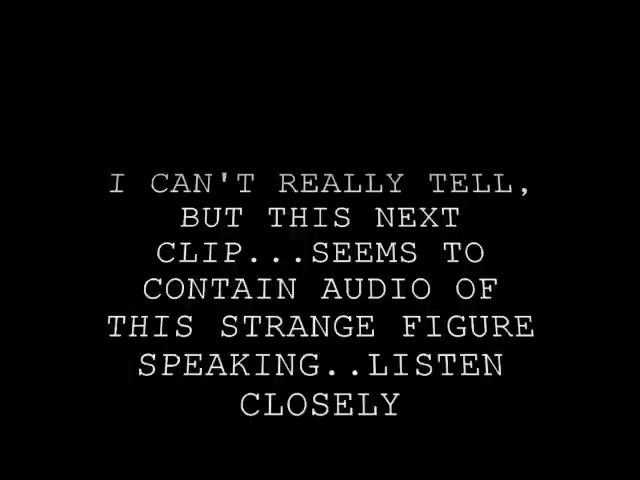 I CAN'T REALLY TELL,
BUT THIS NEXT
CLIP...SEEMS TO
CONTAIN AUDIO OF
THIS STRANGE FIGURE
SPEAKING..LISTEN
CLOSELY